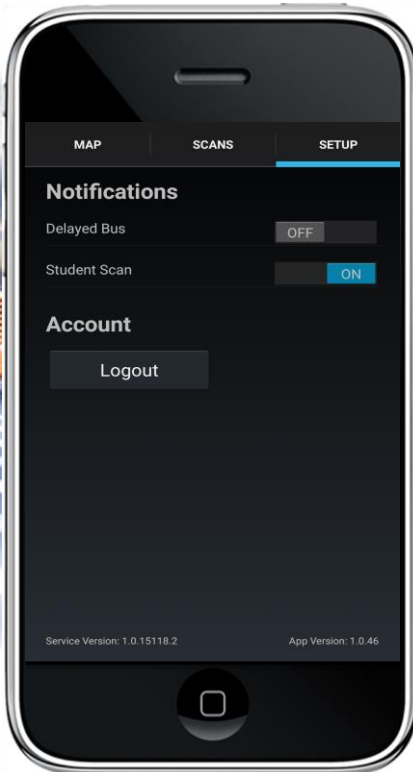 MAP SCANS SETUP
Notifications
Delayed Bus OFF
Student Scan ON
Account
Logout
Service Version: 1.0.15118.2 App Version: 1.0.46